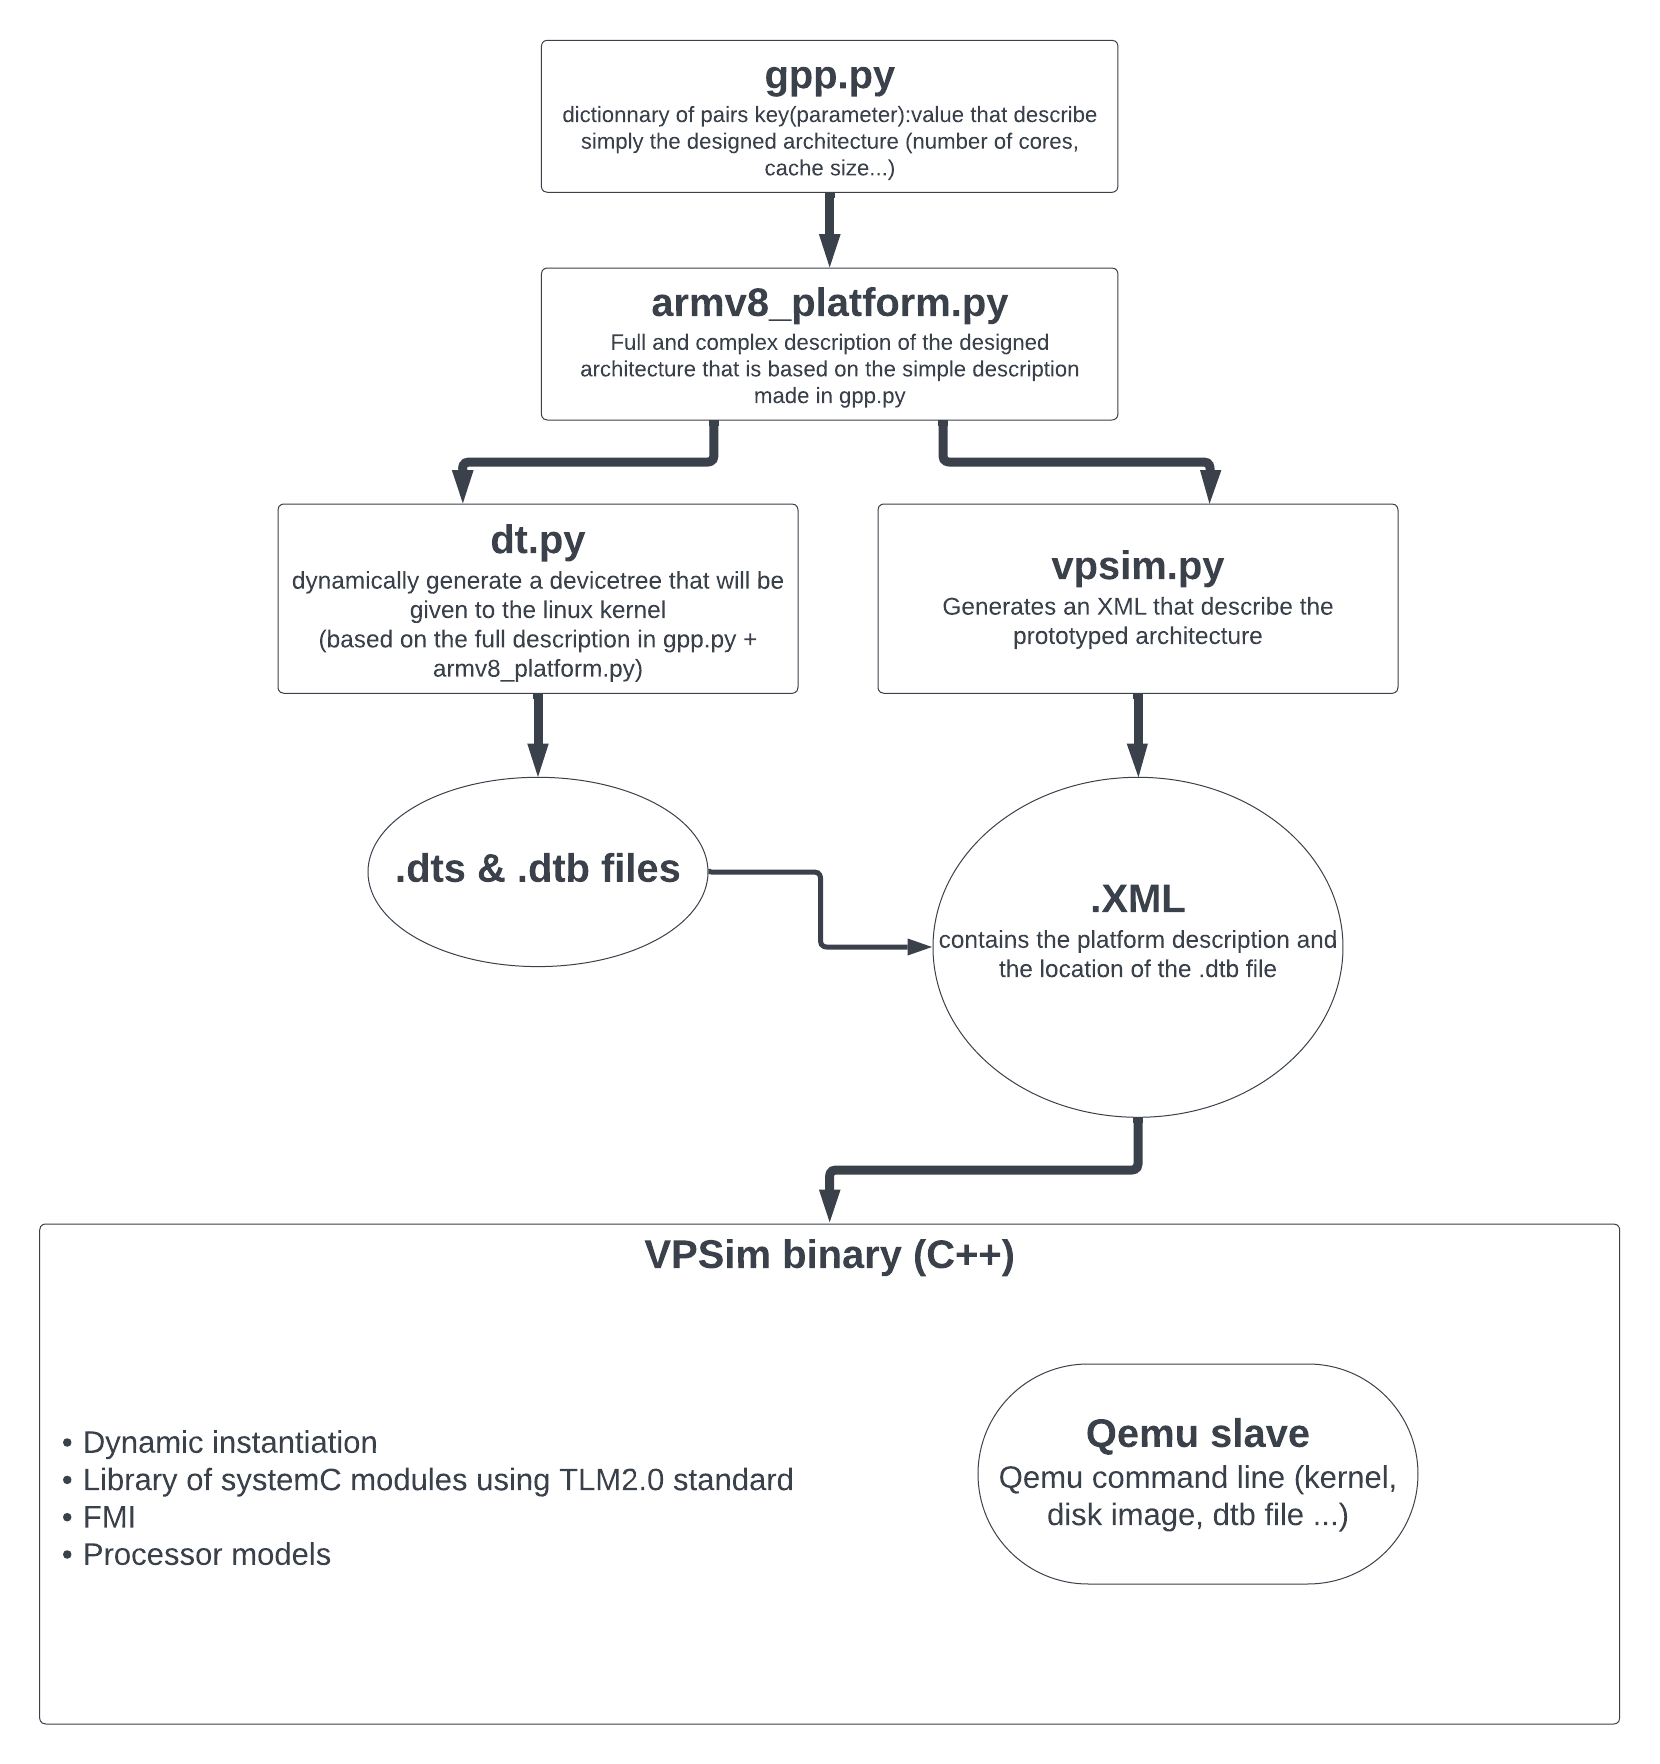 gpp.py
dictionnary of pairs key(parameter):value that describe
simply the designed architecture (number of cores,
cache size...)
armv8_platform.py
Full and complex description of the designed
architecture that is based on the simple description
made in gpp.py
dt.py
dynamically generate a devicetree that will be
given to the linux kernel
(based on the full description in gpp.py +
armv8_platform.py)
vpsim.py
Generates an XML that describe the
prototyped architecture
.dts & .dtb files
.XML
contains the platform description and
the location of the .dtb file
VPSim binary (C++)
• Dynamic instantiation
• Library of systemC modules using TLM2.0 standard
• FMI
• Processor models
Qemu slave
Qemu command line (kernel,
disk image, dtb file ...)